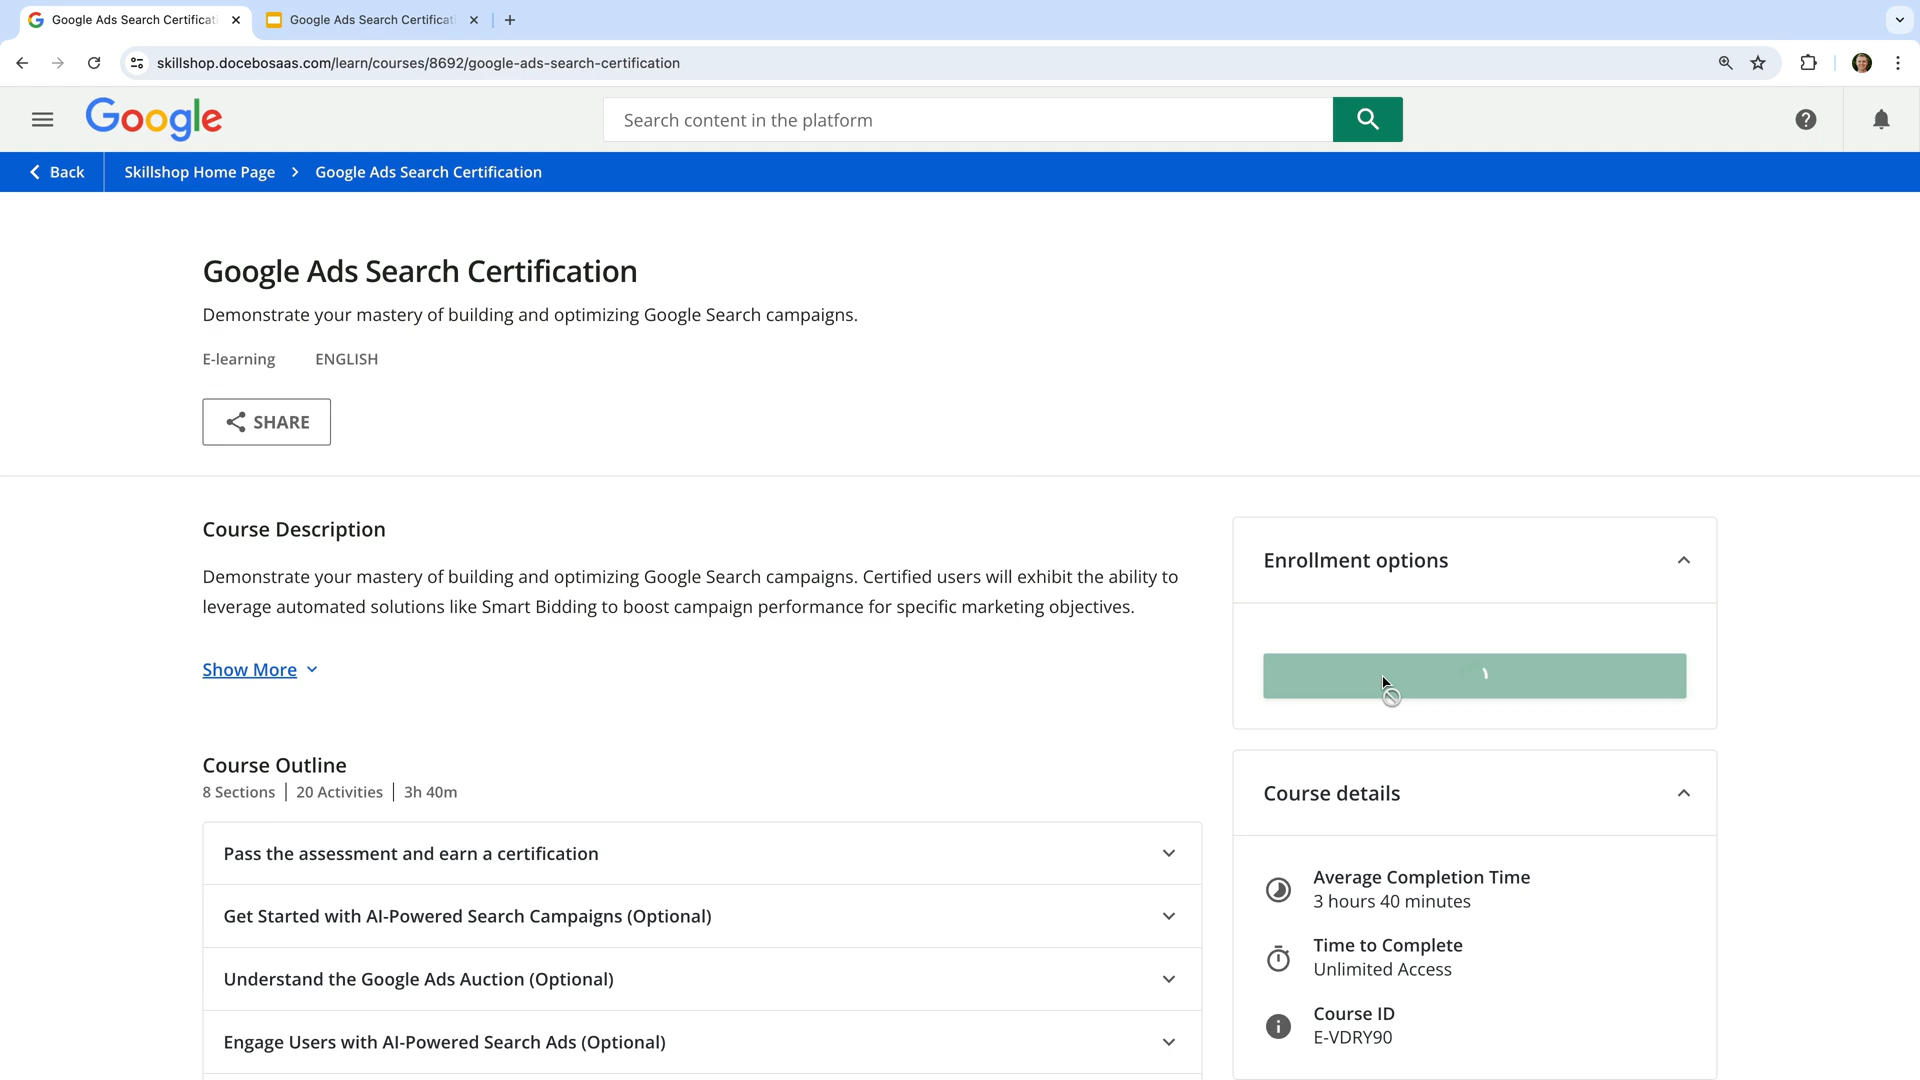 Google Ads Search Certificat
Google Ads Search Certificat
skillshop.docebosaas.com/learn/courses/8692/google-ads-search-certification
Google
Search content in the platform
Back
Skillshop Home Page
Google Ads Search Certification
Google Ads Search Certification
Demonstrate your mastery of building and optimizing Google Search campaigns.
E-learning
ENGLISH
SHARE
Course Description
Demonstrate your mastery of building and optimizing Google Search campaigns. Certified users will exhibit the ability to
leverage automated solutions like Smart Bidding to boost campaign performance for specific marketing objectives.
Show More
Course Outline
8 Sections | 20 Activities | 3h 40m
Pass the assessment and earn a certification
Get Started with AI-Powered Search Campaigns (Optional)
Understand the Google Ads Auction (Optional)
Engage Users with AI-Powered Search Ads (Optional)
Enrollment options
Course details
Average Completion Time
3 hours 40 minutes
Time to Complete
Unlimited Access
Course ID
E-VDRY90